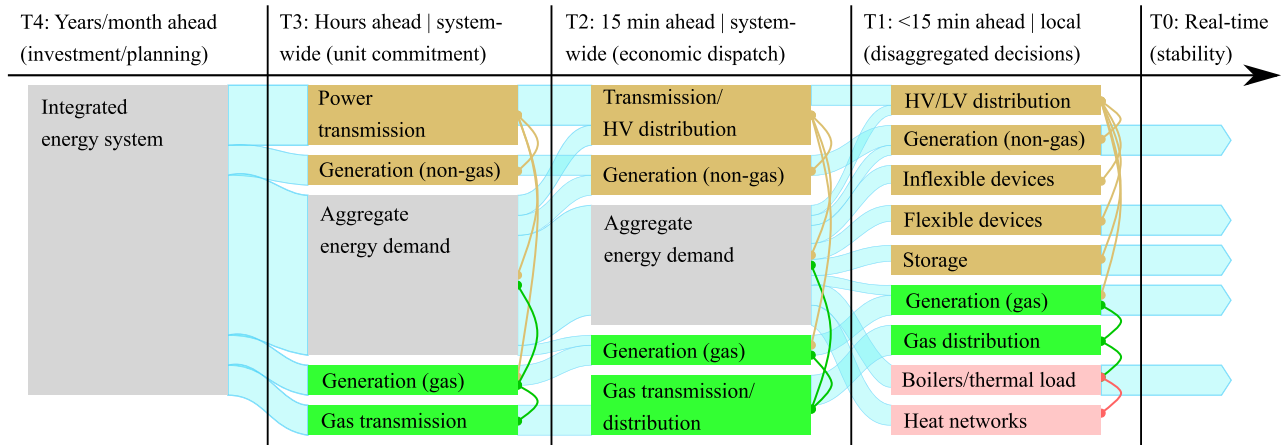 T4: Years/month ahead
(investment/planning)
T3: Hours ahead | system-
wide (unit commitment)
T2: 15 min ahead | system-
wide (economic dispatch)
T1: <15 min ahead | local
(disaggregated decisions)
T0: Real-time
(stability)
Integrated
energy system
Power
transmission
Generation (non-gas)
Aggregate
energy demand
Generation (gas)
Gas transmission
Transmission/
HV distribution
Generation (non-gas)
Aggregate
energy demand
Generation (gas)
Gas transmission/
distribution
HV/LV distribution
Generation (non-gas)
Inflexible devices
Flexible devices
Storage
Generation (gas)
Gas distribution
Boilers/thermal load
Heat networks